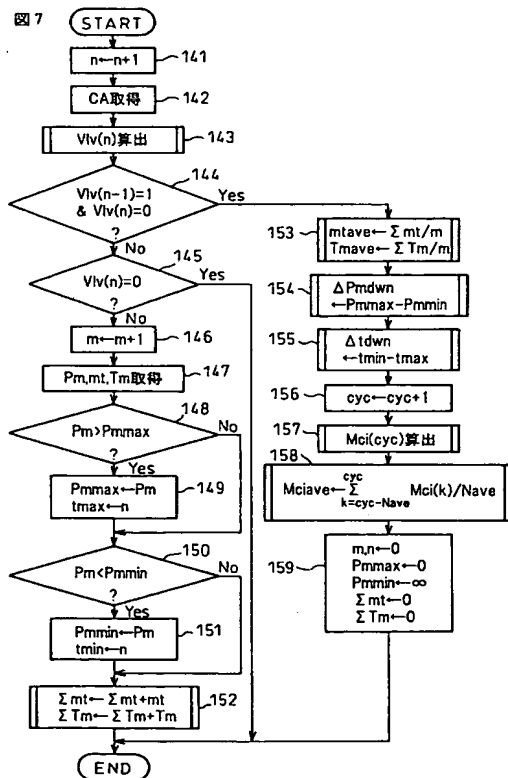 図7
START
n←n+1
141
CA取得
142
Vlv(n)算出
143
144
Vlv(n-1)=1
& Vlv(n)=0
?
Yes
No
145
Vlv(n)=0
?
Yes
No
m←m+1
146
Pm,mt,Tm取得
147
148
Pm>Pmmax
?
No
Yes
Pmmax←Pm
tmax←n
149
150
Pm<Pmmin
?
No
Yes
Pmmin←Pm
tmin←n
151
Σmt←Σmt+mt
ΣTm←ΣTm+Tm
152
END
153
mtave←Σmt/m
Tmave←ΣTm/m
154
ΔPmdwn
←Pmmax-Pmmin
155
Δtdwn
←tmin-tmax
156
cyc←cyc+1
157
Mci(cyc)算出
158
cyc
Mciave←Σ Mci(k)/Nave
k=cyc-Nave
159
m,n←0
Pmmax←0
Pmmin←∞
Σmt←0
ΣTm←0